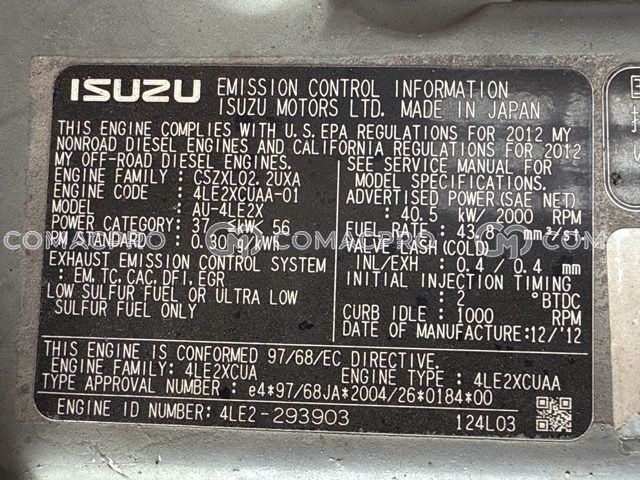 ISUZU EMISSION CONTROL INFORMATION
ISUZU MOTORS LTD. MADE IN JAPAN
THIS ENGINE COMPLIES WITH U.S. EPA REGULATIONS FOR 2012 MY
NONROAD DIESEL ENGINES AND CALIFORNIA REGULATIONS FOR 2012
MY OFF-ROAD DIESEL ENGINES.
ENGINE FAMILY : CSZXL02.2UXA
ENGINE CODE : 4LE2XCUAA-01
MODEL : AU-4LE2X
POWER CATEGORY: 37 kW 56
PM STANDARD : 0.30 g/kWh
EXHAUST EMISSION CONTROL SYSTEM
: EM, TC, CAC, DFI, EGR
LOW SULFUR FUEL OR ULTRA LOW
SULFUR FUEL ONLY
SEE SERVICE MANUAL FOR
MODEL SPECIFICATIONS.
ADVERTISED POWER(SAE NET)
: 40.5 kW/ 2000 RPM
FUEL RATE : 43.8 mm³/st
VALVE LASH (COLD)
INL/EXH : 0.4 / 0.4 mm
INITIAL INJECTION TIMING
: 2 °BTDC
CURB IDLE : 1000 RPM
DATE OF MANUFACTURE: 12/'12
THIS ENGINE IS CONFORMED 97/68/EC DIRECTIVE.
ENGINE FAMILY: 4LE2XCUA ENGINE TYPE : 4LE2XCUAA
TYPE APPROVAL NUMBER : e4*97/68JA*2004/26*0184*00
ENGINE ID NUMBER: 4LE2-293903 124L03
COMALPRO COMALPRO